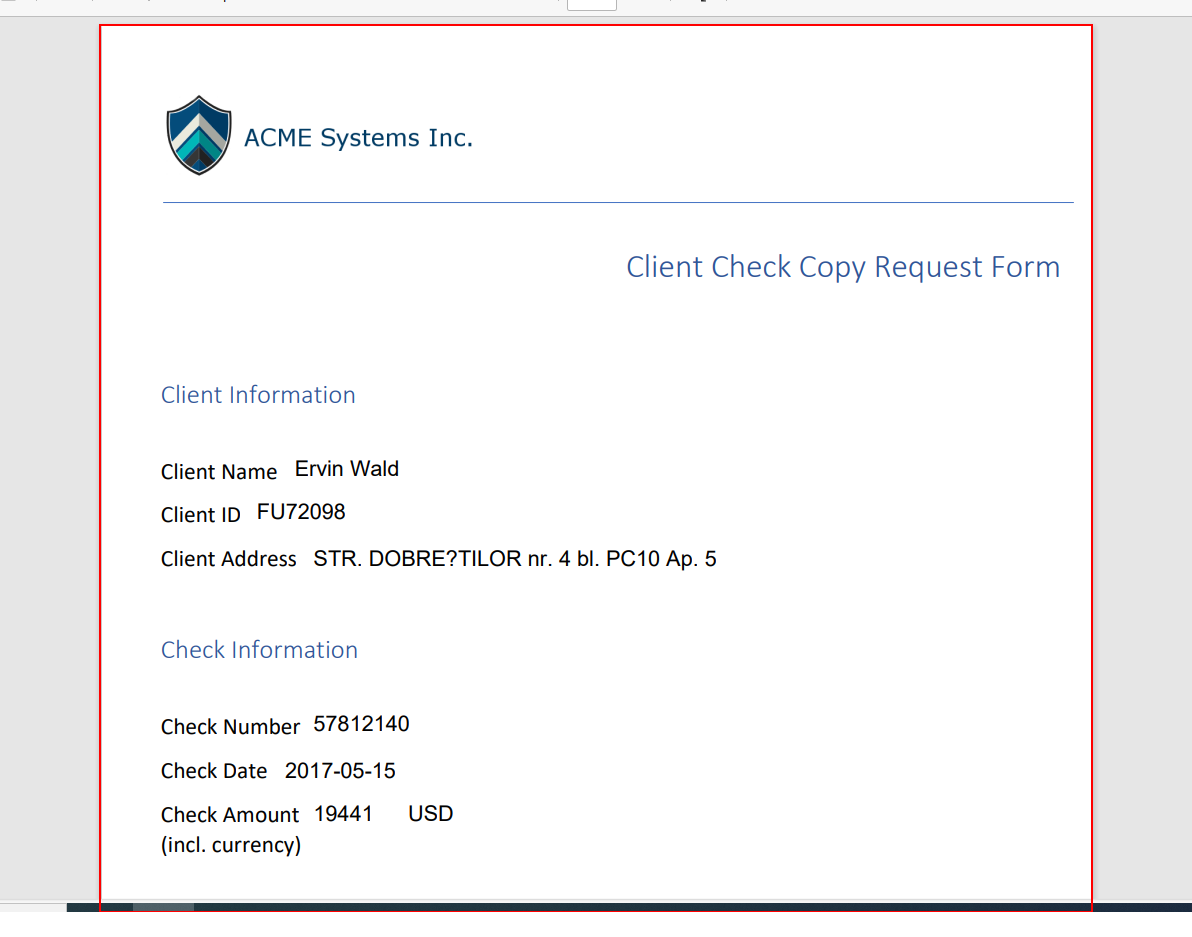 ACME Systems Inc.
Client Check Copy Request Form
Client Information
Client Name Ervin Wald
Client ID FU72098
Client Address STR. DOBRE?TILOR nr. 4 bl. PC10 Ap. 5
Check Information
Check Number 57812140
Check Date 2017-05-15
Check Amount 19441 USD
(incl. currency)